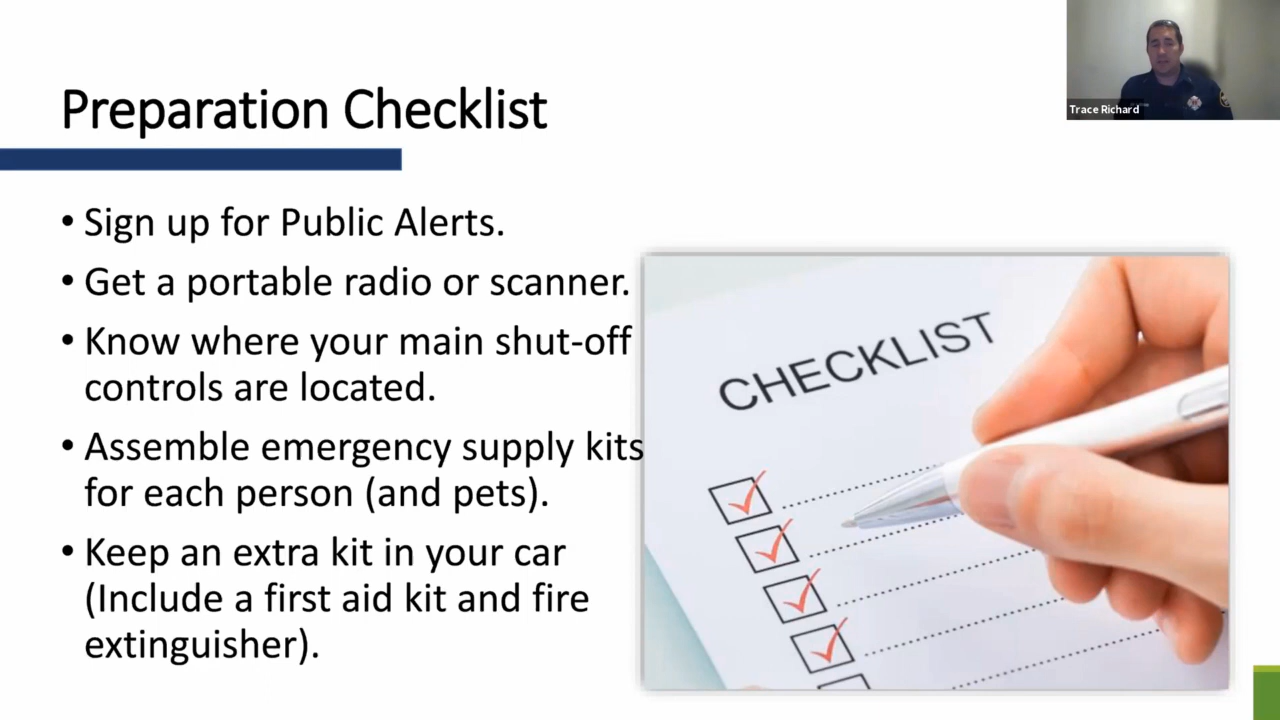 Preparation Checklist
Trace Richard
• Sign up for Public Alerts.
• Get a portable radio or scanner.
• Know where your main shut-off
controls are located.
• Assemble emergency supply kits
for each person (and pets).
• Keep an extra kit in your car
(Include a first aid kit and fire
extinguisher).
CHECKLIST